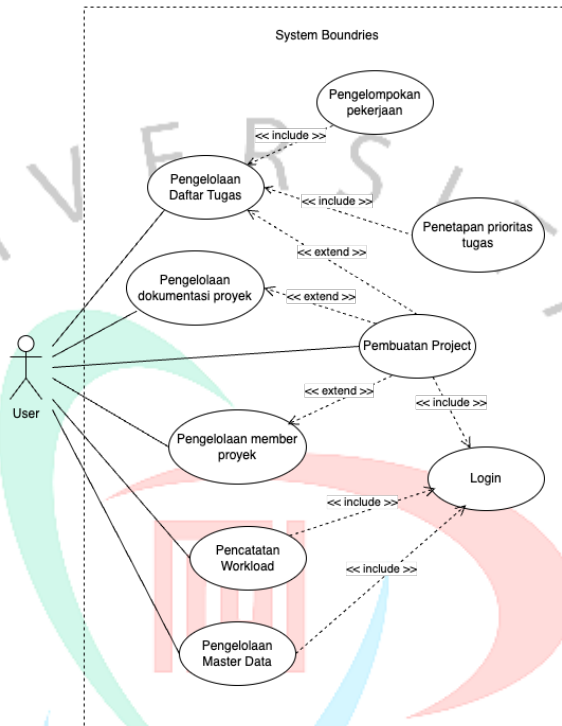 System Boundries
Pengelompokan
pekerjaan
<< include >>
Pengelolaan
Daftar Tugas
<< include >>
Penetapan prioritas
tugas
<< extend >>
Pengelolaan
dokumentasi proyek
<< extend >>
Pembuatan Project
User
<< extend >>
<< include >>
Pengelolaan member
proyek
Login
<< include >>
Pencatatan
Workload
<< include >>
Pengelolaan
Master Data
VERSI